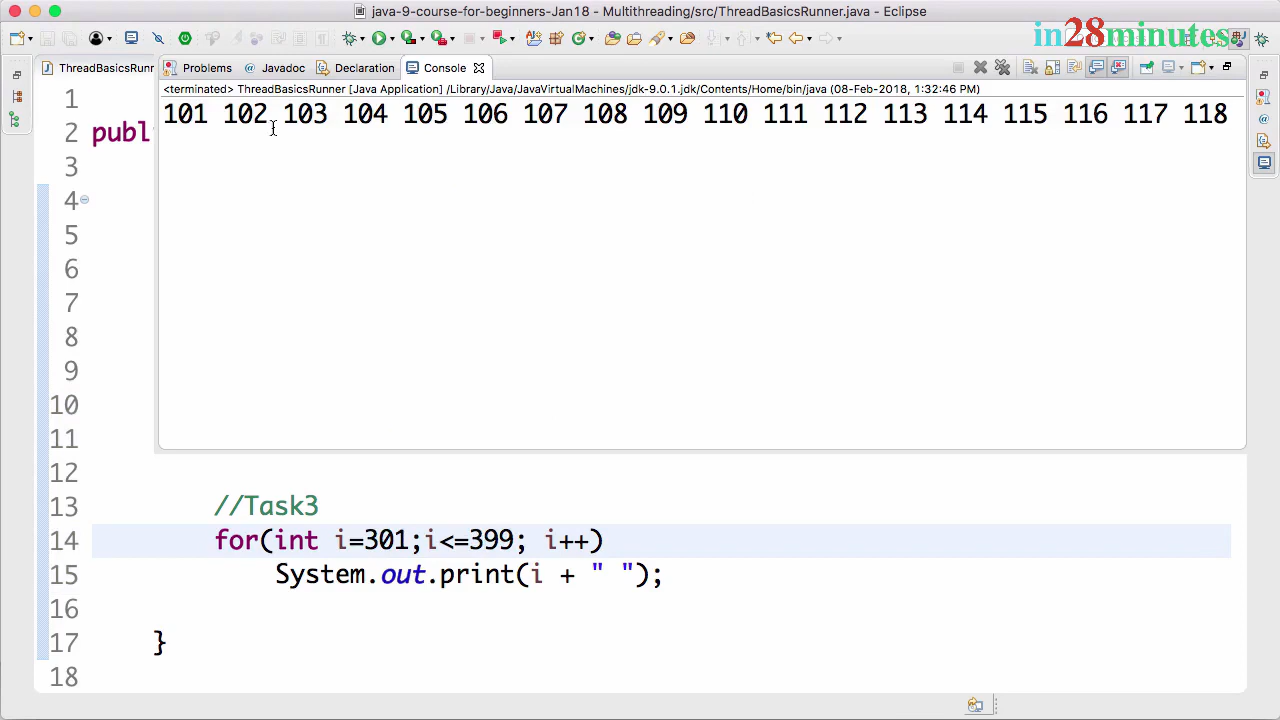 java-9-course-for-beginners-Jan18 - Multithreading/src/ThreadBasicsRunner.java - Eclipse
in28minutes
ThreadBasicsRunn
Problems @ Javadoc Declaration Console
<terminated> ThreadBasicsRunner [Java Application] /Library/Java/JavaVirtualMachines/jdk-9.0.1.jdk/Contents/Home/bin/java (08-Feb-2018, 1:32:46 PM)
101 102 103 104 105 106 107 108 109 110 111 112 113 114 115 116 117 118
1
2 publ
3
4
5
6
7
8
9
10
11
12
13 //Task3
14 for(int i=301;i<=399; i++)
15 System.out.print(i + " ");
16
17 }
18